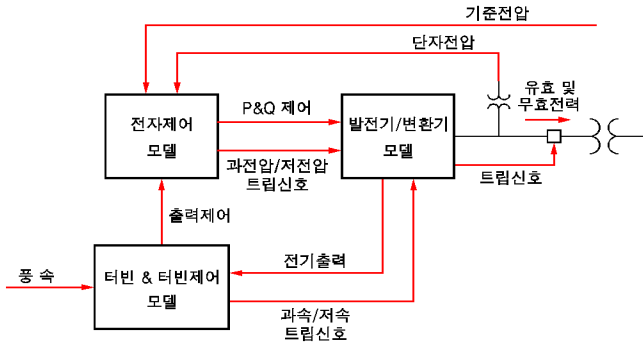 기준전압
단자전압
유효 및
무효전력
전자제어
모델
P&Q 제어
과전압/저전압
트립신호
발전기/변환기
모델
트립신호
출력제어
풍 속
터빈 & 터빈제어
모델
전기출력
과속/저속
트립신호